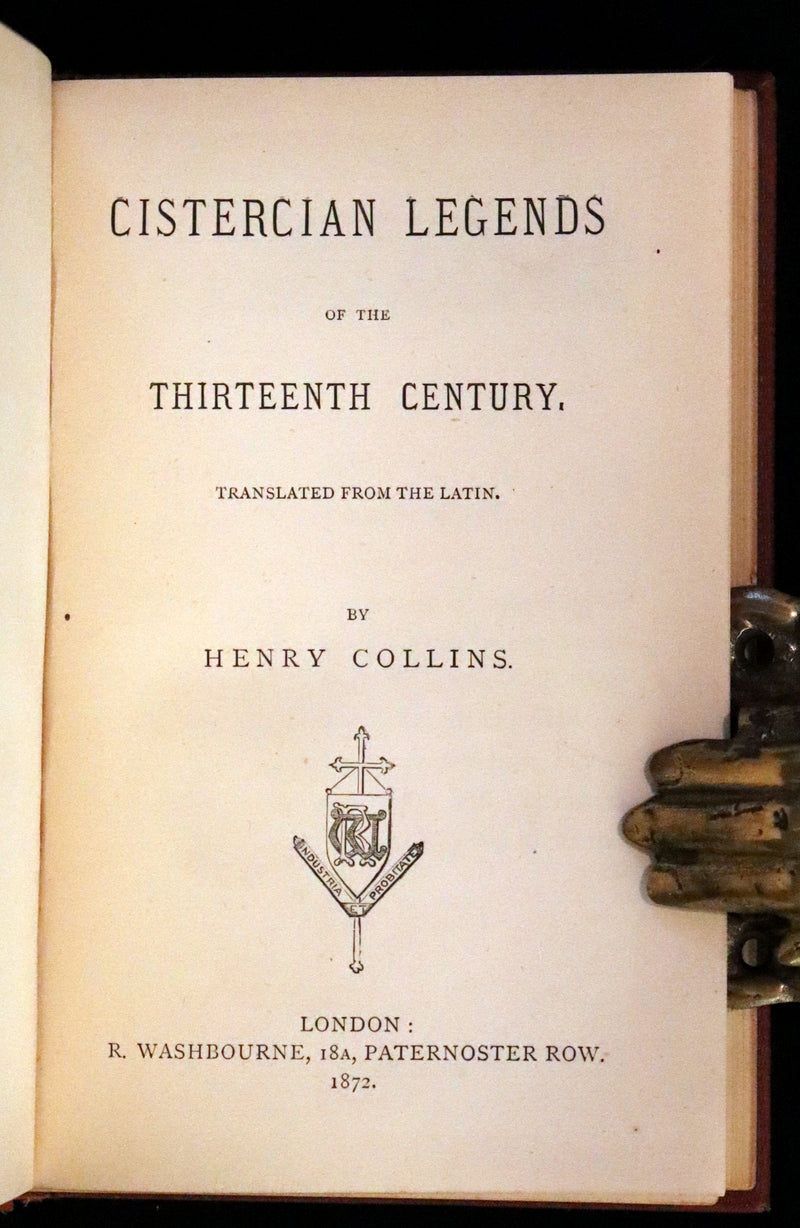 CISTERCIAN LEGENDS
OF THE
THIRTEENTH CENTURY.
TRANSLATED FROM THE LATIN.
BY
HENRY COLLINS.
INDUSTRIA ET PROBITATE
LONDON :
R. WASHBOURNE, 18A, PATERNOSTER ROW.
1872.